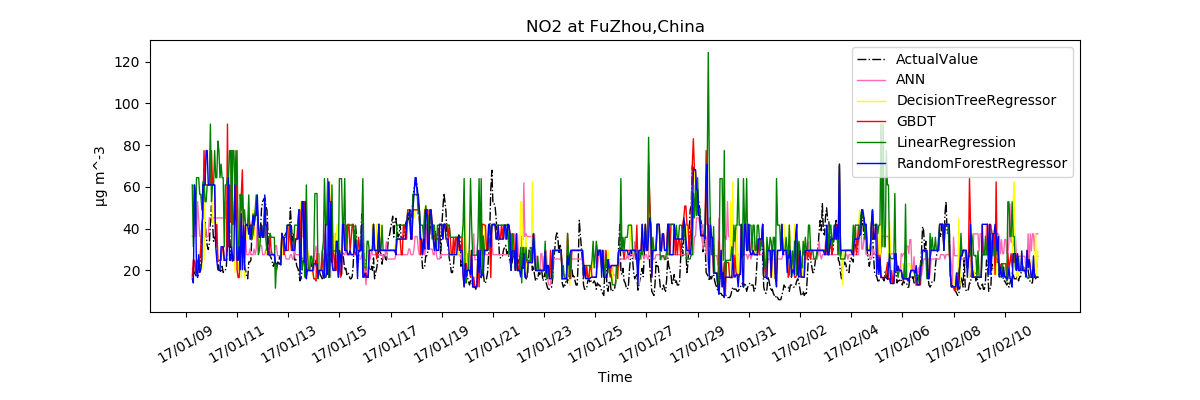 NO2 at FuZhou,China
120
100
80
60
40
20
µg m^-3
ActualValue
ANN
DecisionTreeRegressor
GBDT
LinearRegression
RandomForestRegressor
17/01/09
17/01/11
17/01/13
17/01/15
17/01/17
17/01/19
17/01/21
17/01/23
17/01/25
17/01/27
17/01/29
17/01/31
17/02/02
17/02/04
17/02/06
17/02/08
17/02/10
Time